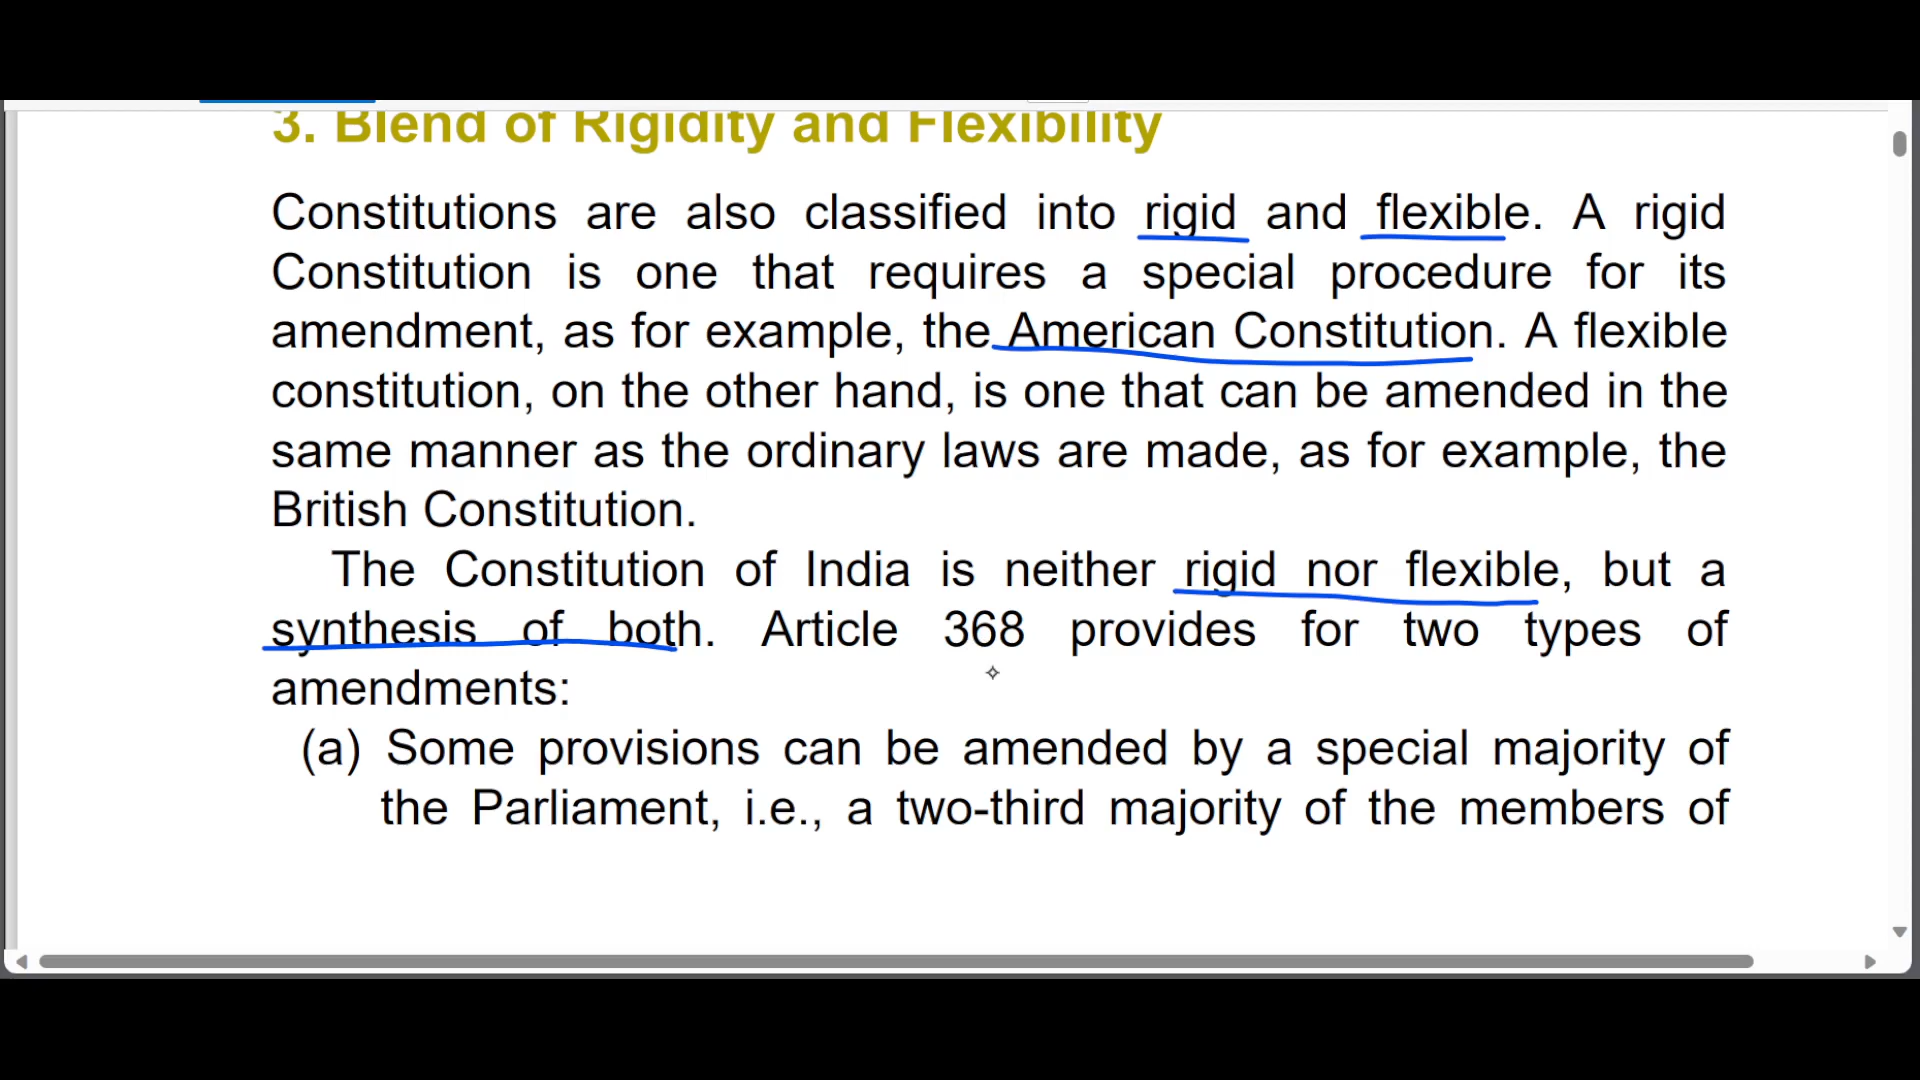 3. Blend of Rigidity and Flexibility
Constitutions are also classified into rigid and flexible. A rigid
Constitution is one that requires a special procedure for its
amendment, as for example, the American Constitution. A flexible
constitution, on the other hand, is one that can be amended in the
same manner as the ordinary laws are made, as for example, the
British Constitution.
The Constitution of India is neither rigid nor flexible, but a
synthesis of both. Article 368 provides for two types of
amendments:
(a) Some provisions can be amended by a special majority of
the Parliament, i.e., a two-third majority of the members of